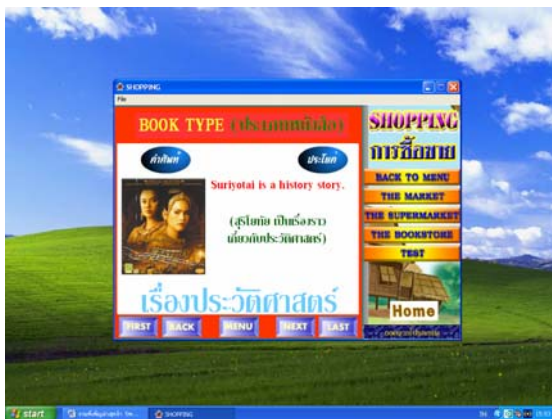 SHOPPING
File
BOOK TYPE (ประเภทหนังสือ)
คำศัพท์
ประโยค
Suriyotai is a history story.
(สุริโยทัย เป็นเรื่องราว
เกี่ยวกับประวัติศาสตร์)
เรื่องประวัติศาสตร์
FIRST
BACK
MENU
NEXT
LAST
SHOPPING
การซื้อขาย
BACK TO MENU
THE MARKET
THE SUPERMARKET
THE BOOKSTORE
TEST
Home
start
SHOPPING
TH